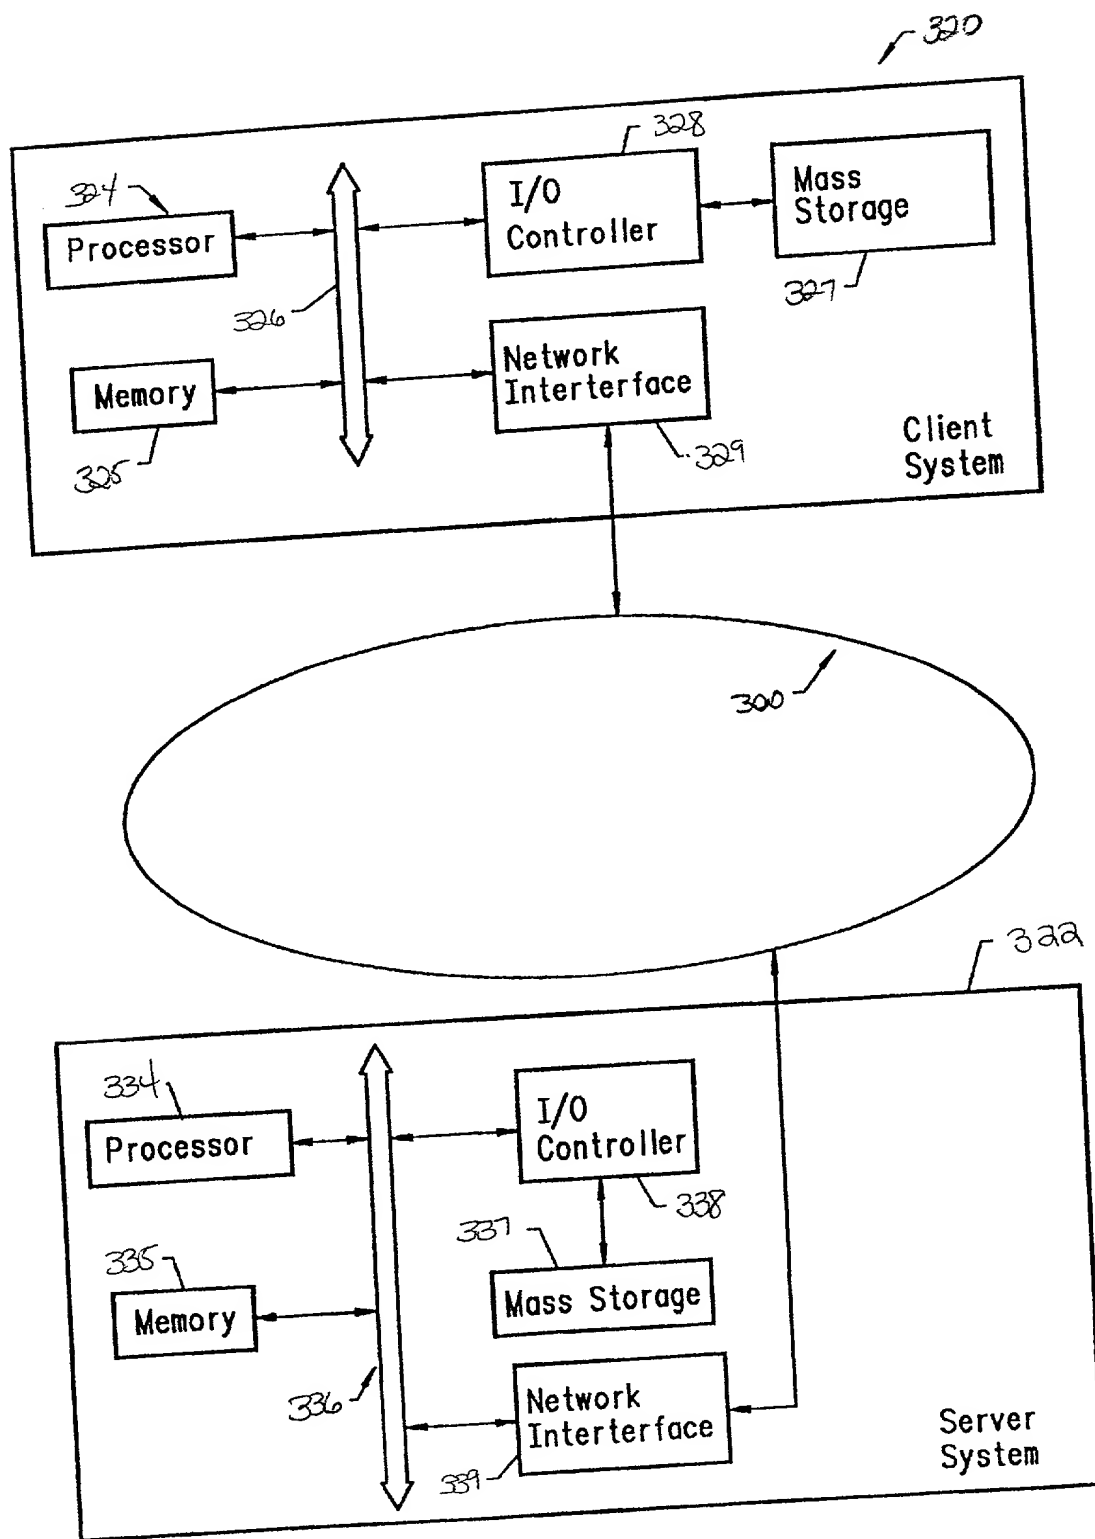 320
328
I/O
Controller
Mass
Storage
324
Processor
327
326
Network
Interterface
Memory
325
329
Client
System
300
322
334
Processor
I/O
Controller
338
337
335
Mass Storage
Memory
336
Network
Interterface
339
Server
System